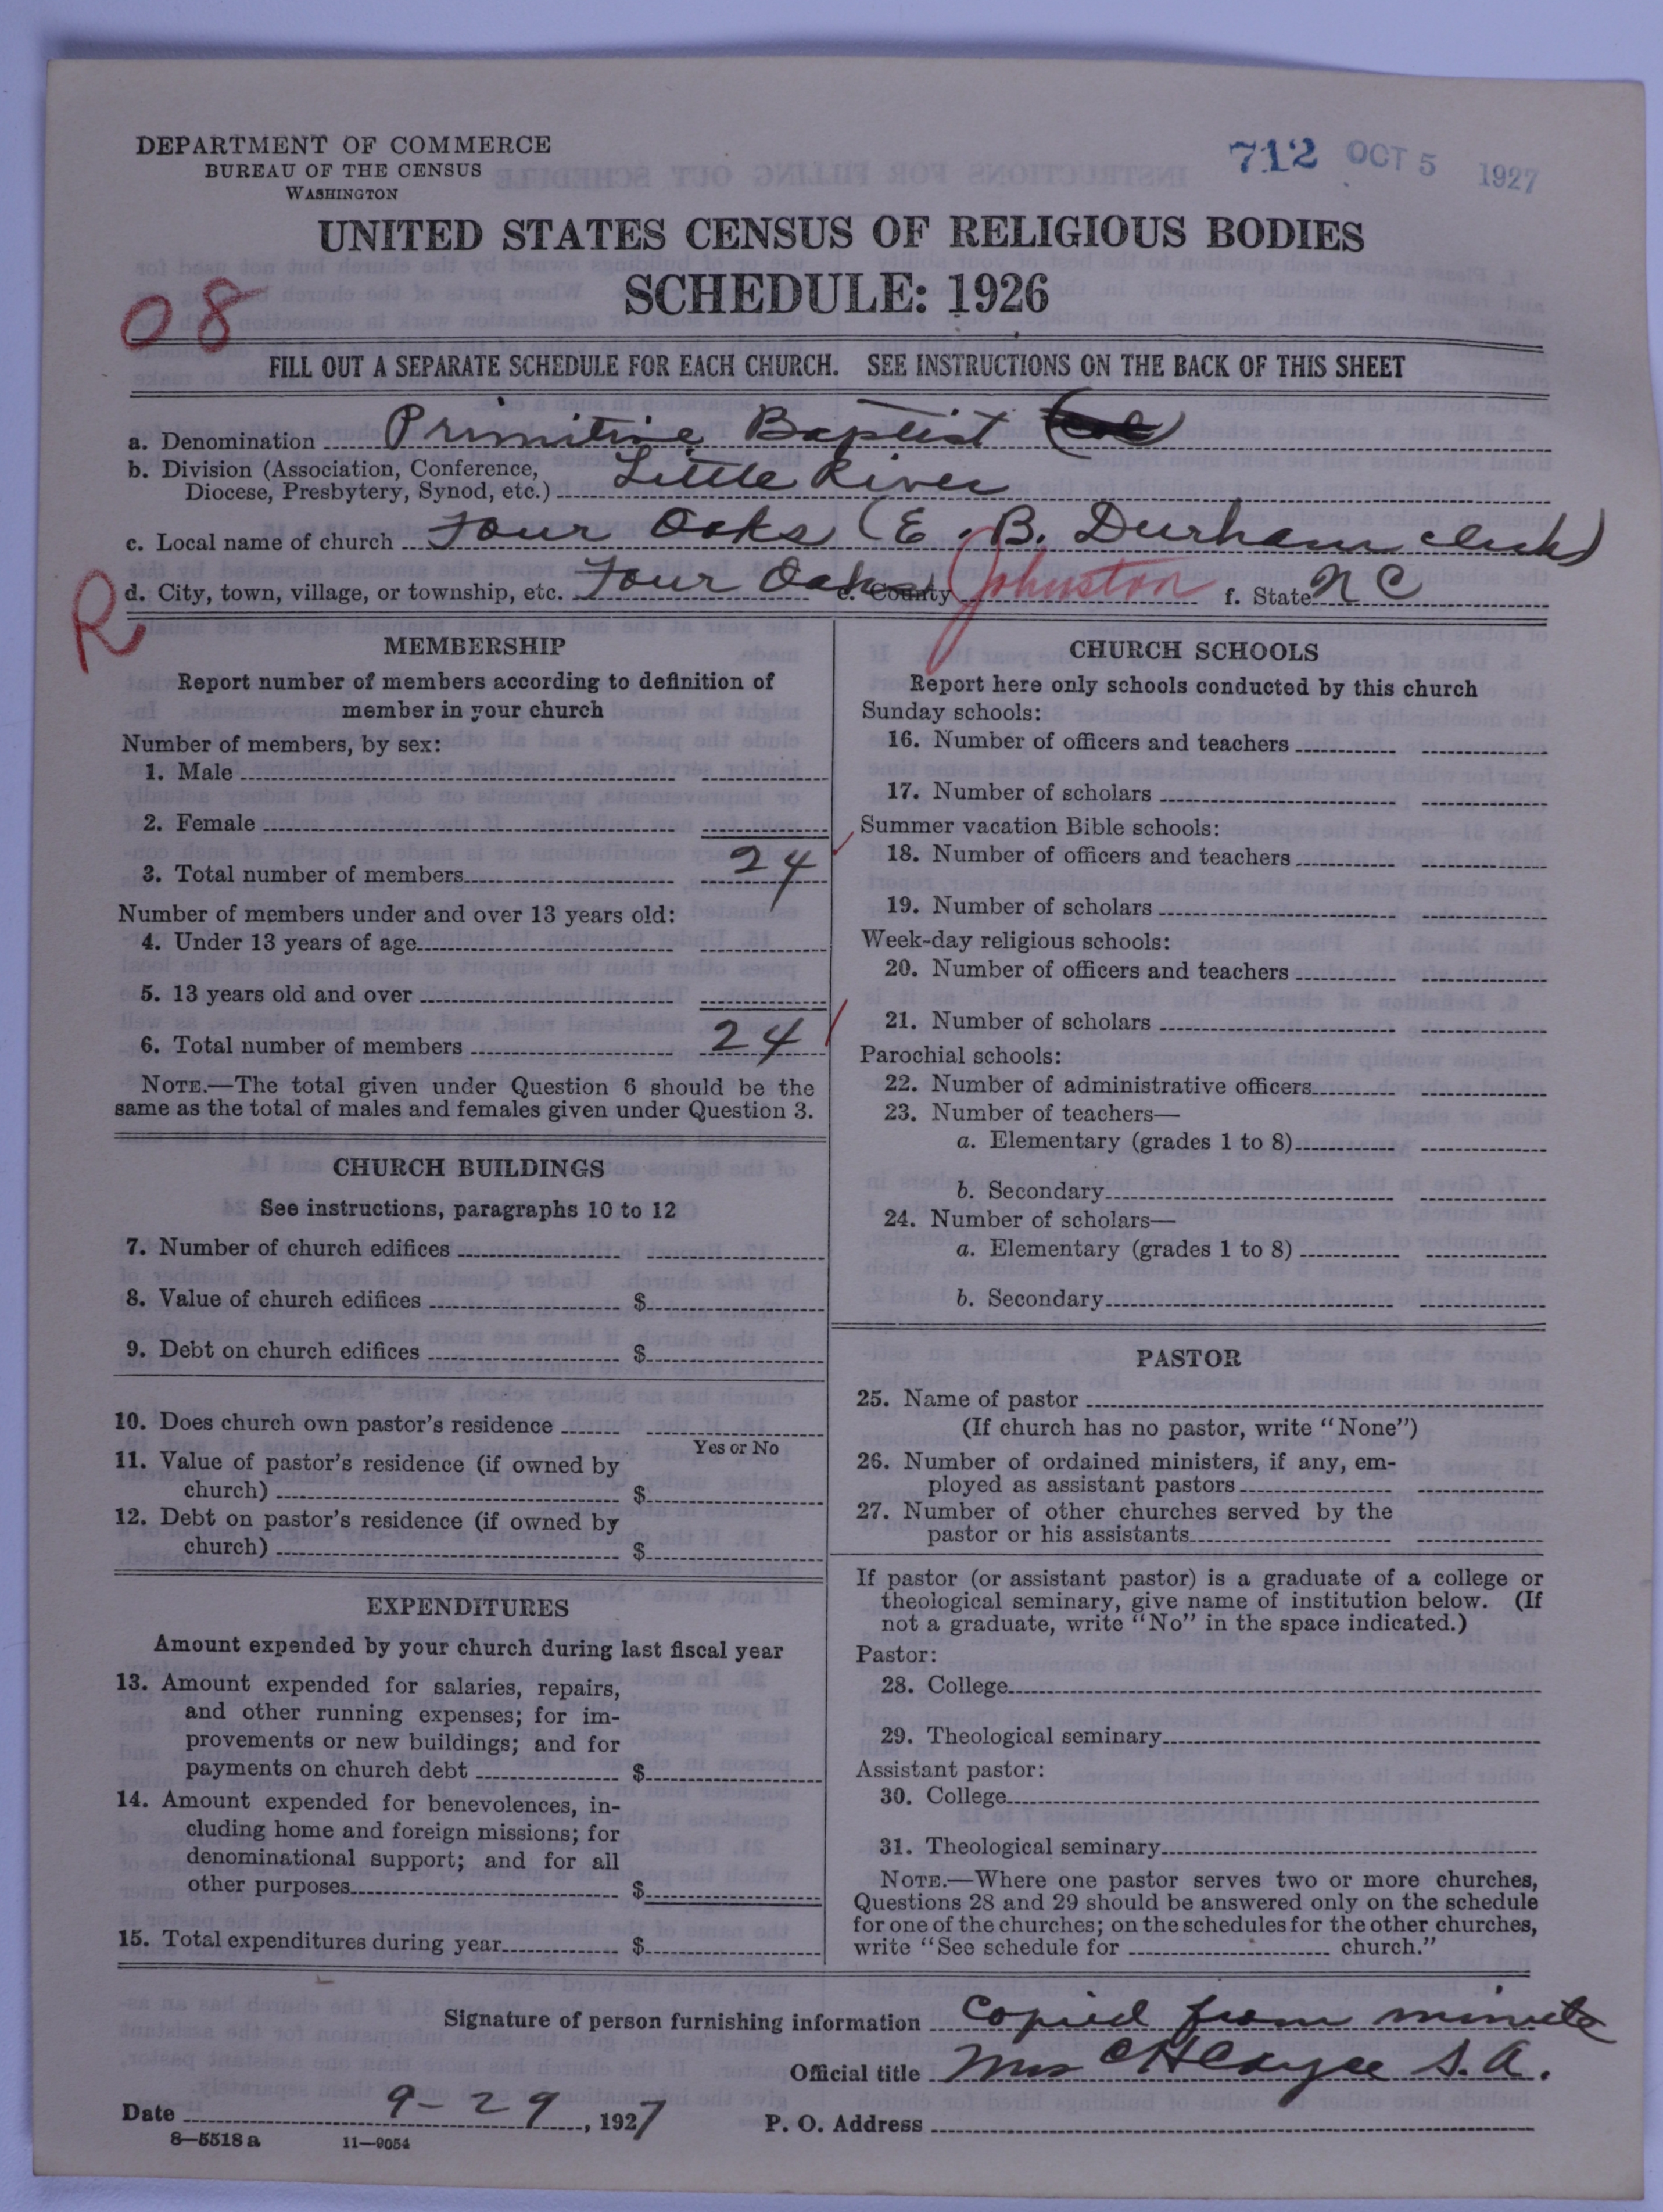 DEPARTMENT OF COMMERCE
BUREAU OF THE CENSUS
WASHINGTON
712 OCT 5 1927
UNITED STATES CENSUS OF RELIGIOUS BODIES
SCHEDULE: 1926
08
FILL OUT A SEPARATE SCHEDULE FOR EACH CHURCH. SEE INSTRUCTIONS ON THE BACK OF THIS SHEET
a. Denomination Primitive Baptist
b. Division (Association, Conference,
Diocese, Presbytery, Synod, etc.) Little River
c. Local name of church Four Oaks (E. B. Durham clerk)
d. City, town, village, or township, etc. Four Oaks e. County Johnston f. State N C
R
MEMBERSHIP
Report number of members according to definition of
member in your church
Number of members, by sex:
1. Male
2. Female
3. Total number of members 24
Number of members under and over 13 years old:
4. Under 13 years of age
5. 13 years old and over
6. Total number of members 24
NOTE.—The total given under Question 6 should be the
same as the total of males and females given under Question 3.
CHURCH BUILDINGS
See instructions, paragraphs 10 to 12
7. Number of church edifices
8. Value of church edifices $
9. Debt on church edifices $
10. Does church own pastor's residence
Yes or No
11. Value of pastor's residence (if owned by
church) $
12. Debt on pastor's residence (if owned by
church) $
EXPENDITURES
Amount expended by your church during last fiscal year
13. Amount expended for salaries, repairs,
and other running expenses; for im-
provements or new buildings; and for
payments on church debt $
14. Amount expended for benevolences, in-
cluding home and foreign missions; for
denominational support; and for all
other purposes $
15. Total expenditures during year $
CHURCH SCHOOLS
Report here only schools conducted by this church
Sunday schools:
16. Number of officers and teachers
17. Number of scholars
Summer vacation Bible schools:
18. Number of officers and teachers
19. Number of scholars
Week-day religious schools:
20. Number of officers and teachers
21. Number of scholars
Parochial schools:
22. Number of administrative officers
23. Number of teachers—
a. Elementary (grades 1 to 8)
b. Secondary
24. Number of scholars—
a. Elementary (grades 1 to 8)
b. Secondary
PASTOR
25. Name of pastor
(If church has no pastor, write "None")
26. Number of ordained ministers, if any, em-
ployed as assistant pastors
27. Number of other churches served by the
pastor or his assistants
If pastor (or assistant pastor) is a graduate of a college or
theological seminary, give name of institution below. (If
not a graduate, write "No" in the space indicated.)
Pastor:
28. College
29. Theological seminary
Assistant pastor:
30. College
31. Theological seminary
NOTE.—Where one pastor serves two or more churches,
Questions 28 and 29 should be answered only on the schedule
for one of the churches; on the schedules for the other churches,
write "See schedule for church."
Signature of person furnishing information Copied from minute
Official title Mrs S. A.
Date 9-29, 1927 P. O. Address
8-5518a 11—9054